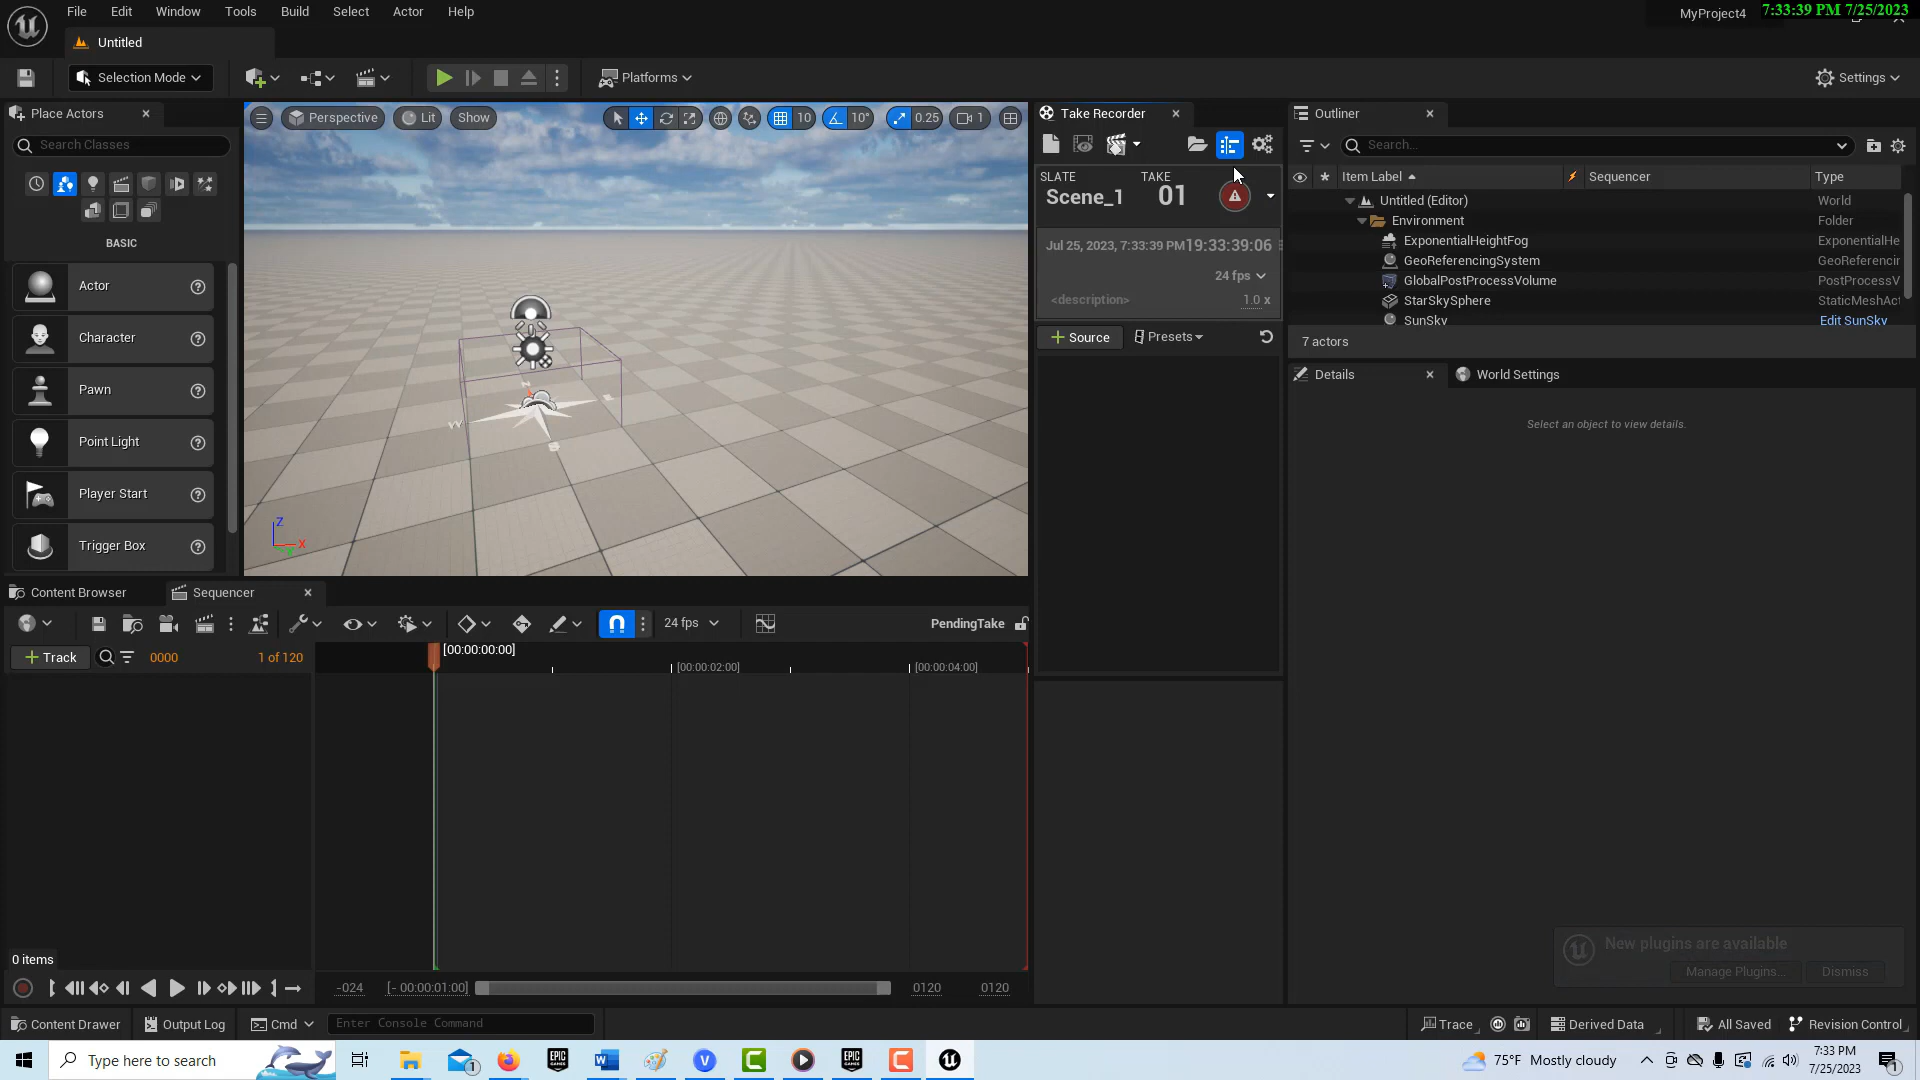 File Edit Window Tools Build Select Actor Help
MyProject4
7:33:39 PM 7/25/2023
Untitled
Selection Mode
Platforms
Settings
Place Actors
Search Classes
BASIC
Actor
Character
Pawn
Point Light
Player Start
Trigger Box
Perspective
Lit
Show
10
10°
0.25
1
Z
X
W
Take Recorder
SLATE
TAKE
Scene_1
01
Jul 25, 2023, 7:33:39 PM
19:33:39:06
24 fps
<description>
1.0 x
Source
Presets
Outliner
Search...
Item Label
Sequencer
Type
Untitled (Editor)
World
Environment
Folder
ExponentialHeightFog
ExponentialHe
GeoReferencingSystem
GeoReferencir
GlobalPostProcessVolume
PostProcessV
StarSkySphere
StaticMeshAct
SunSky
Edit SunSky
7 actors
Details
World Settings
Select an object to view details.
Content Browser
Sequencer
24 fps
PendingTake
Track
0000
1 of 120
[00:00:00:00]
[00:00:02:00]
[00:00:04:00]
0 items
-024
[- 00:00:01:00]
0120
0120
New plugins are available
Manage Plugins...
Dismiss
Content Drawer
Output Log
Cmd
Enter Console Command
Trace
Derived Data
All Saved
Revision Control
Type here to search
75°F Mostly cloudy
7:33 PM
7/25/2023